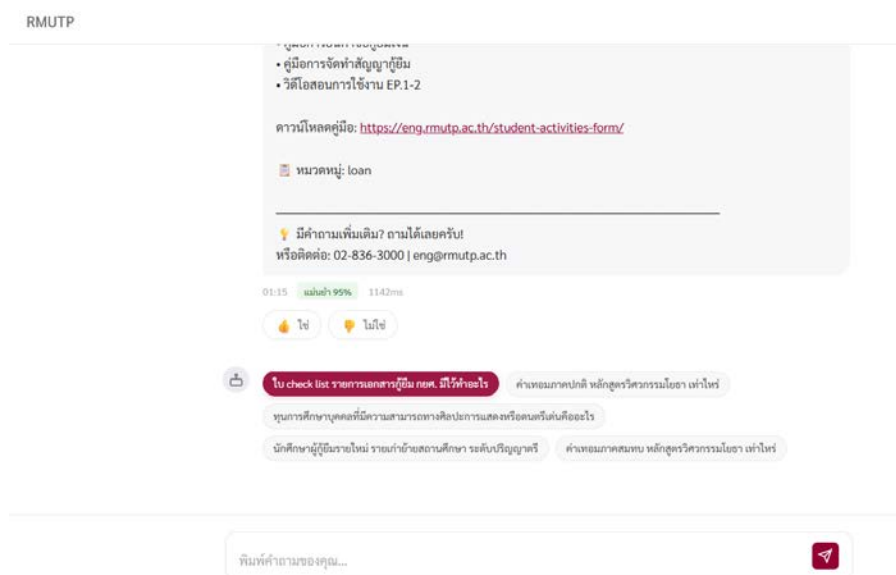 RMUTP
• คู่มือการจัดทำสัญญากู้ยืม
• วิดีโอสอนการใช้งาน EP.1-2
ดาวน์โหลดคู่มือ: https://eng.rmutp.ac.th/student-activities-form/
หมวดหมู่: loan
มีคำถามเพิ่มเติม? ถามได้เลยครับ!
หรือติดต่อ: 02-836-3000 | eng@rmutp.ac.th
01:15 แม่นยำ 95% 1142ms
ใช่ ไม่ใช่
ใบ check list รายการเอกสารกู้ยืม กยศ. มีไว้ทำอะไร ค่าเทอมภาคปกติ หลักสูตรวิศวกรรมโยธา เท่าไหร่
ทุนการศึกษาบุคคลที่มีความสามารถทางศิลปะการแสดงหรือดนตรีเด่นคืออะไร
นักศึกษาผู้กู้ยืมรายใหม่ รายเก่าย้ายสถานศึกษา ระดับปริญญาตรี ค่าเทอมภาคสมทบ หลักสูตรวิศวกรรมโยธา เท่าไหร่
พิมพ์คำถามของคุณ...